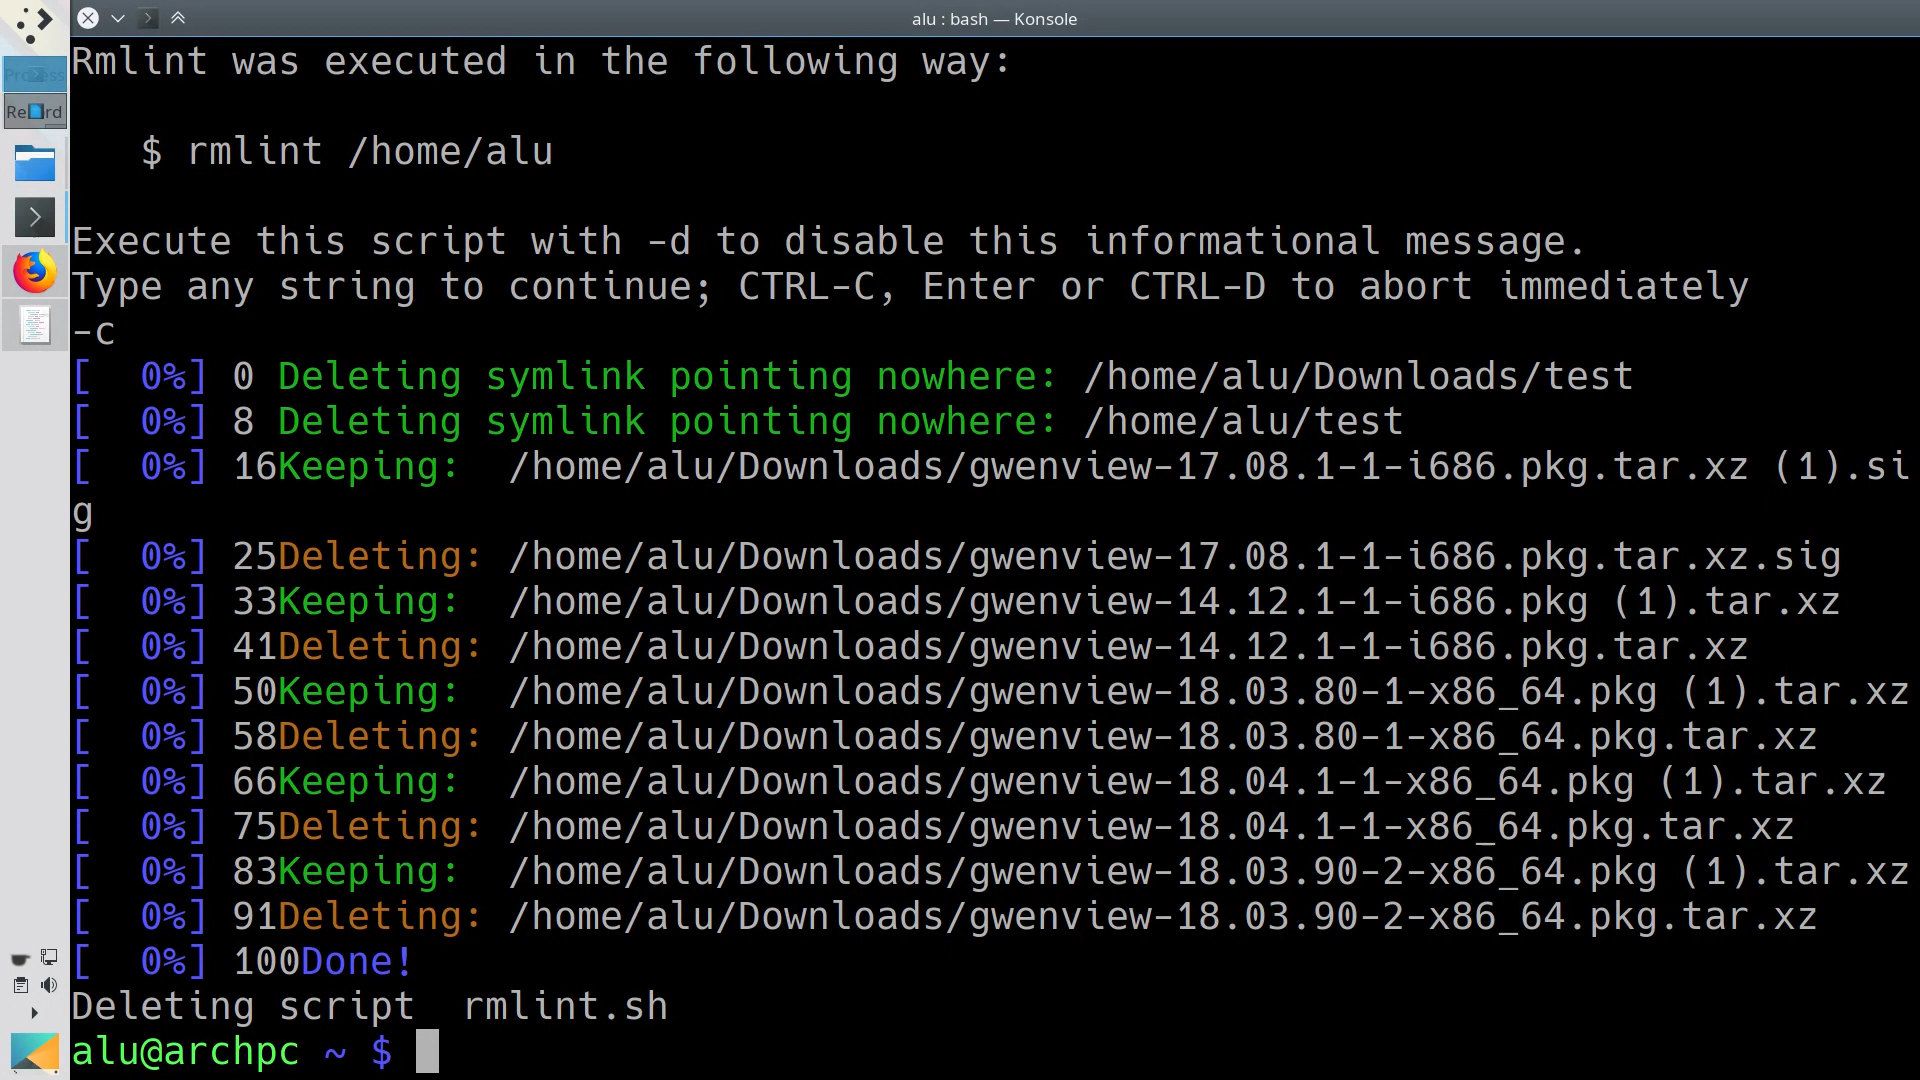 alu : bash — Konsole
Process
Rmlint was executed in the following way:
$ rmlint /home/alu
Execute this script with -d to disable this informational message.
Type any string to continue; CTRL-C, Enter or CTRL-D to abort immediately
-c
[   0%] 0 Deleting symlink pointing nowhere: /home/alu/Downloads/test
[   0%] 8 Deleting symlink pointing nowhere: /home/alu/test
[   0%] 16Keeping:  /home/alu/Downloads/gwenview-17.08.1-1-i686.pkg.tar.xz (1).si
g
[   0%] 25Deleting: /home/alu/Downloads/gwenview-17.08.1-1-i686.pkg.tar.xz.sig
[   0%] 33Keeping:  /home/alu/Downloads/gwenview-14.12.1-1-i686.pkg (1).tar.xz
[   0%] 41Deleting: /home/alu/Downloads/gwenview-14.12.1-1-i686.pkg.tar.xz
[   0%] 50Keeping:  /home/alu/Downloads/gwenview-18.03.80-1-x86_64.pkg (1).tar.xz
[   0%] 58Deleting: /home/alu/Downloads/gwenview-18.03.80-1-x86_64.pkg.tar.xz
[   0%] 66Keeping:  /home/alu/Downloads/gwenview-18.04.1-1-x86_64.pkg (1).tar.xz
[   0%] 75Deleting: /home/alu/Downloads/gwenview-18.04.1-1-x86_64.pkg.tar.xz
[   0%] 83Keeping:  /home/alu/Downloads/gwenview-18.03.90-2-x86_64.pkg (1).tar.xz
[   0%] 91Deleting: /home/alu/Downloads/gwenview-18.03.90-2-x86_64.pkg.tar.xz
[   0%] 100Done!
Deleting script  rmlint.sh
alu@archpc ~ $